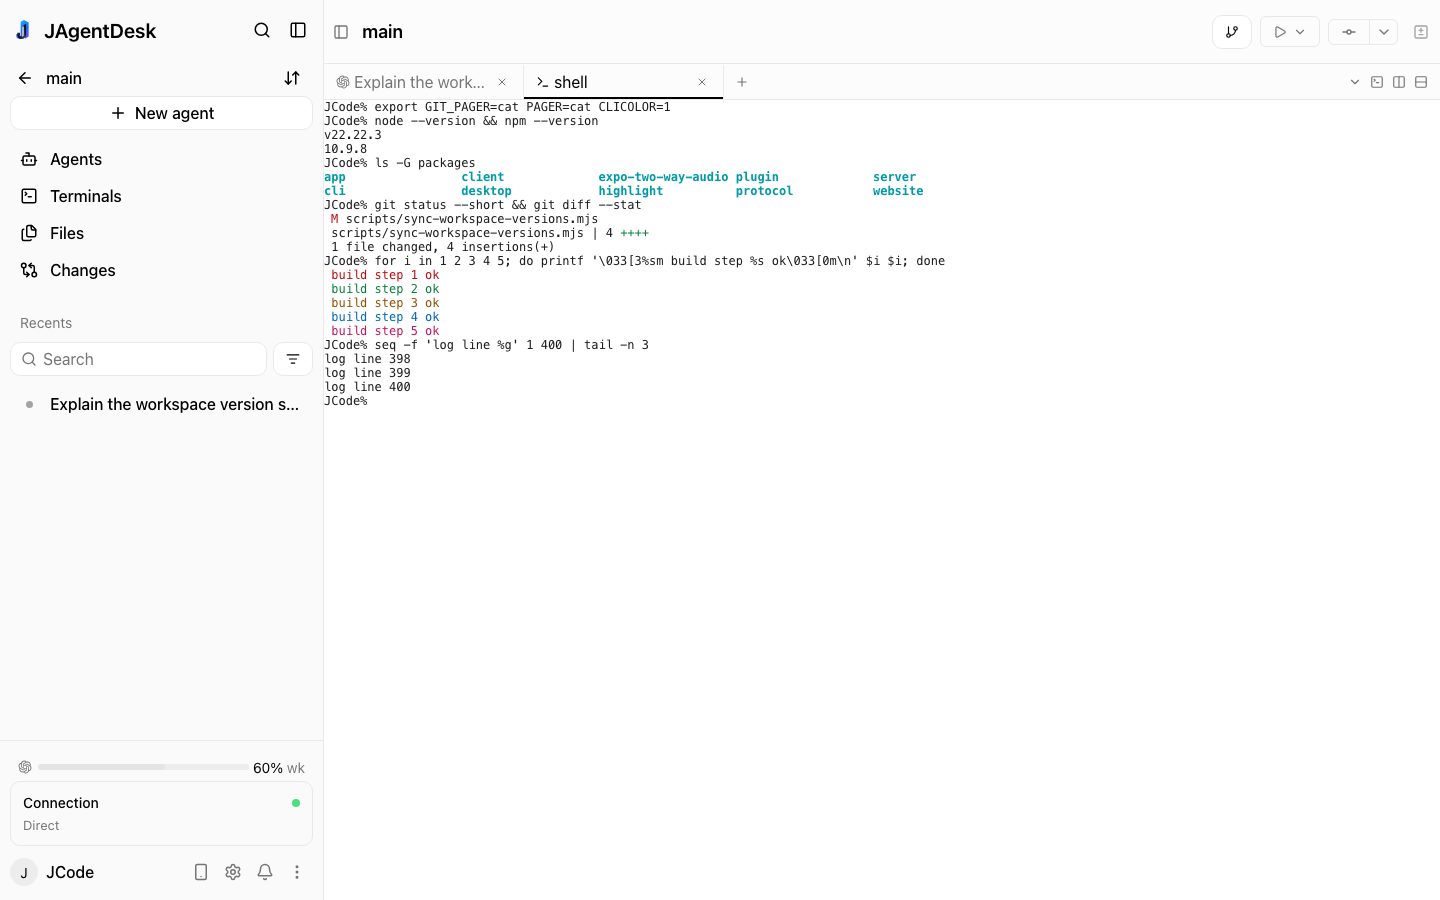 JAgentDesk
main
New agent
Agents
Terminals
Files
Changes
Recents
Search
Explain the workspace version s...
60% wk
Connection
Direct
J JCode
main
Explain the work...
shell
JCode% export GIT_PAGER=cat PAGER=cat CLICOLOR=1
JCode% node --version && npm --version
v22.22.3
10.9.8
JCode% ls -G packages
app client expo-two-way-audio plugin server
cli desktop highlight protocol website
JCode% git status --short && git diff --stat
M scripts/sync-workspace-versions.mjs
scripts/sync-workspace-versions.mjs | 4 ++++
1 file changed, 4 insertions(+)
JCode% for i in 1 2 3 4 5; do printf '\033[3%sm build step %s ok\033[0m\n' $i $i; done
build step 1 ok
build step 2 ok
build step 3 ok
build step 4 ok
build step 5 ok
JCode% seq -f 'log line %g' 1 400 | tail -n 3
log line 398
log line 399
log line 400
JCode%